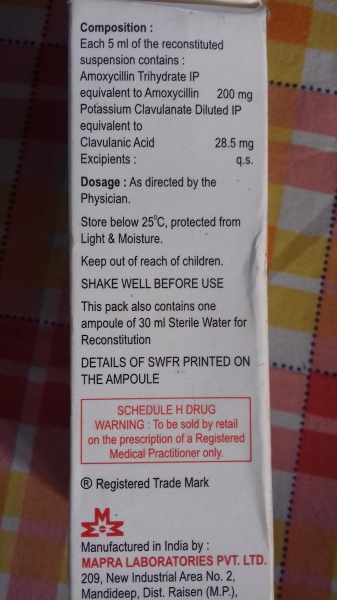 Composition :
Each 5 ml of the reconstituted
suspension contains :
Amoxycillin Trihydrate IP
equivalent to Amoxycillin 200 mg
Potassium Clavulanate Diluted IP
equivalent to
Clavulanic Acid 28.5 mg
Excipients : q.s.
Dosage : As directed by the
Physician.
Store below 25°C, protected from
Light & Moisture.
Keep out of reach of children.
SHAKE WELL BEFORE USE
This pack also contains one
ampoule of 30 ml Sterile Water for
Reconstitution
DETAILS OF SWFR PRINTED ON
THE AMPOULE
SCHEDULE H DRUG
WARNING : To be sold by retail
on the prescription of a Registered
Medical Practitioner only.
® Registered Trade Mark
Manufactured in India by :
MAPRA LABORATORIES PVT. LTD.
209, New Industrial Area No. 2,
Mandideep, Dist. Raisen (M.P.),